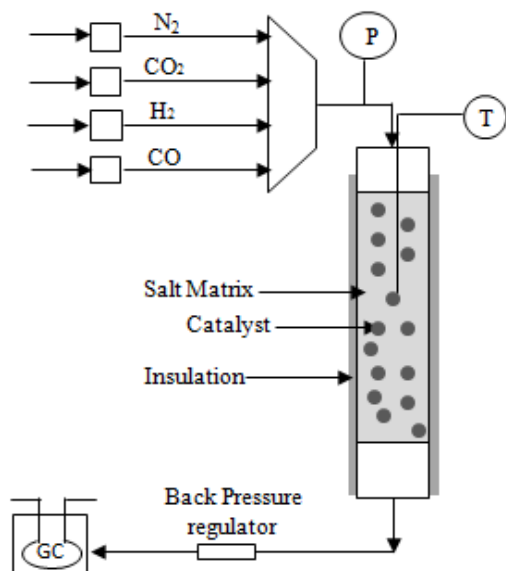 N₂
CO₂
H₂
CO
P
T
Salt Matrix
Catalyst
Insulation
Back Pressure
regulator
GC